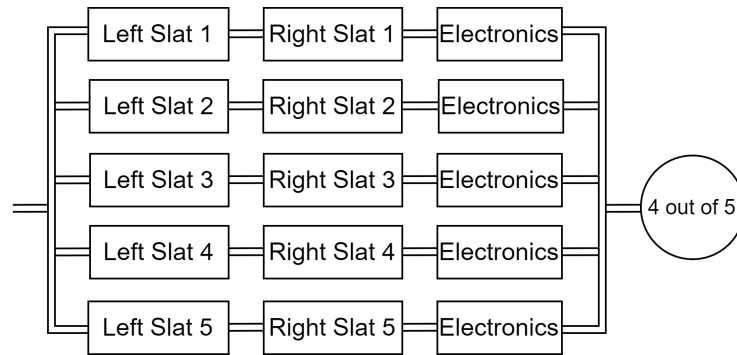 Left Slat 1 Right Slat 1 Electronics
Left Slat 2 Right Slat 2 Electronics
Left Slat 3 Right Slat 3 Electronics
4 out of 5
Left Slat 4 Right Slat 4 Electronics
Left Slat 5 Right Slat 5 Electronics